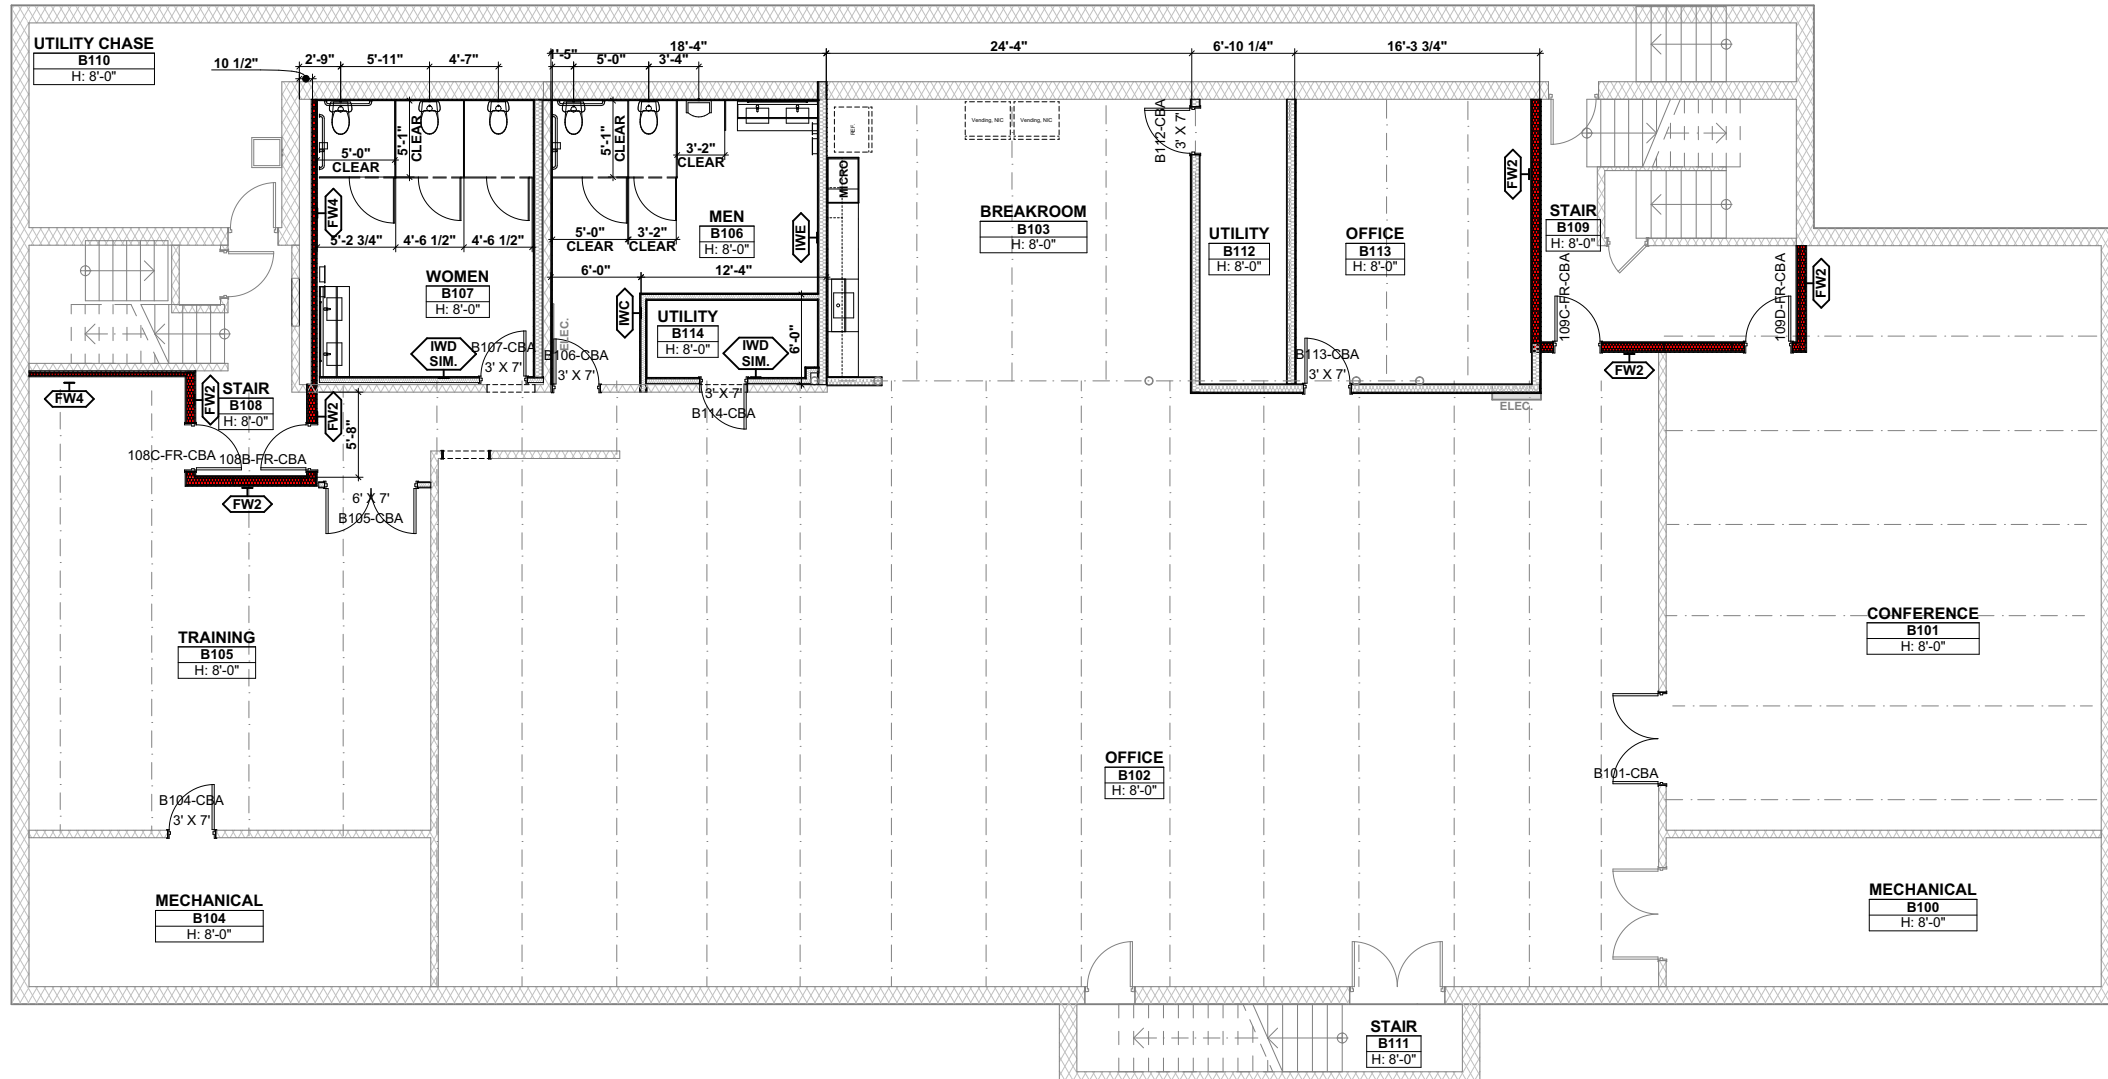 UTILITY CHASE
B110
H: 8'-0"
10 1/2"
2'-9"
5'-11"
4'-7"
1'-5"
18'-4"
5'-0"
3'-4"
24'-4"
6'-10 1/4"
16'-3 3/4"
5'-0"
CLEAR
5'-1"
CLEAR
5'-1"
CLEAR
3'-2"
CLEAR
REF.
MICRO
Vending, NIC
Vending, NIC
B112-CBA
3' X 7'
FW4
5'-2 3/4"
4'-6 1/2"
4'-6 1/2"
5'-0"
CLEAR
3'-2"
CLEAR
MEN
B106
H: 8'-0"
IWE
BREAKROOM
B103
H: 8'-0"
UTILITY
B112
H: 8'-0"
OFFICE
B113
H: 8'-0"
FW2
STAIR
B109
H: 8'-0"
109C-FR-CBA
109D-FR-CBA
FW2
FW2
WOMEN
B107
H: 8'-0"
6'-0"
12'-4"
IWC
ELEC.
UTILITY
B114
H: 8'-0"
6'-0"
IWD
SIM.
IWD
SIM.
B107-CBA
3' X 7'
B106-CBA
3' X 7'
3' X 7'
B114-CBA
B113-CBA
3' X 7'
ELEC.
FW4
FW2
STAIR
B108
H: 8'-0"
FW2
5'-8"
108C-FR-CBA
108B-FR-CBA
FW2
6' X 7'
B105-CBA
TRAINING
B105
H: 8'-0"
CONFERENCE
B101
H: 8'-0"
OFFICE
B102
H: 8'-0"
B101-CBA
B104-CBA
3' X 7'
MECHANICAL
B104
H: 8'-0"
MECHANICAL
B100
H: 8'-0"
STAIR
B111
H: 8'-0"